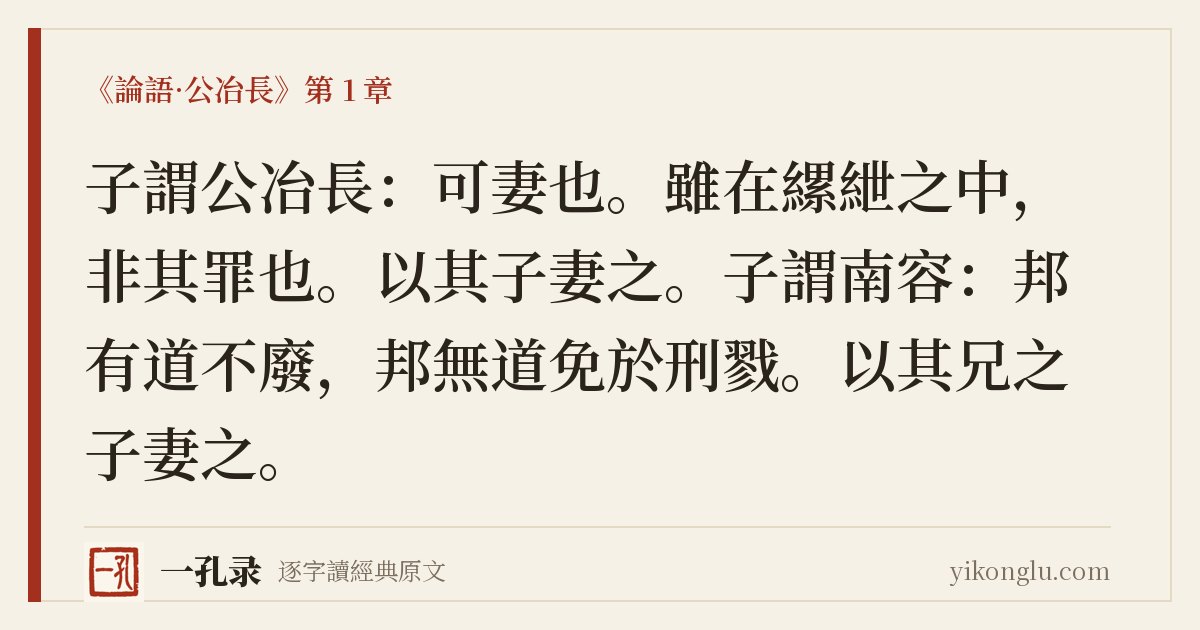 《論語·公冶長》第 1 章
子謂公冶長：可妻也。雖在縲紲之中，
非其罪也。以其子妻之。子謂南容：邦
有道不廢，邦無道免於刑戮。以其兄之
子妻之。
一孔
一孔录 逐字讀經典原文 yikonglu.com